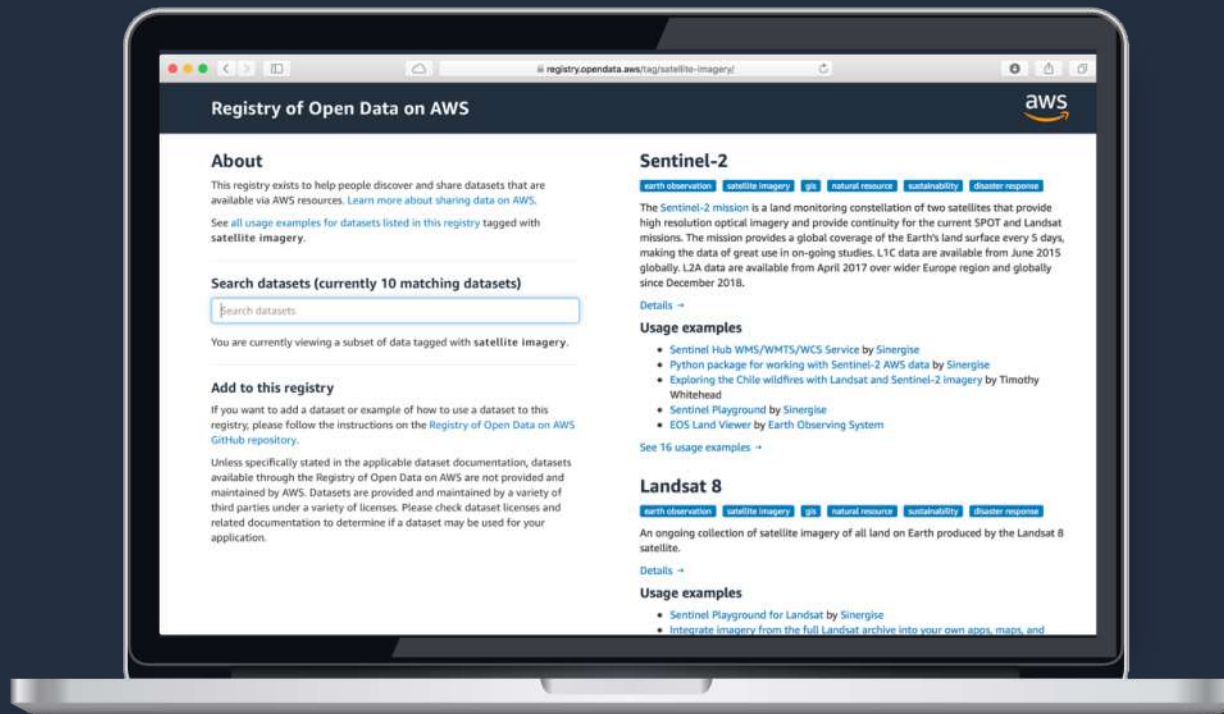 registry.opendata.aws/tag/satellite-imagery/
Registry of Open Data on AWS
aws
About
This registry exists to help people discover and share datasets that are
available via AWS resources. Learn more about sharing data on AWS.
See all usage examples for datasets listed in this registry tagged with
satellite imagery.
Search datasets (currently 10 matching datasets)
Search datasets
You are currently viewing a subset of data tagged with satellite imagery.
Add to this registry
If you want to add a dataset or example of how to use a dataset to this
registry, please follow the instructions on the Registry of Open Data on AWS
GitHub repository.
Unless specifically stated in the applicable dataset documentation, datasets
available through the Registry of Open Data on AWS are not provided and
maintained by AWS. Datasets are provided and maintained by a variety of
third parties under a variety of licenses. Please check dataset licenses and
related documentation to determine if a dataset may be used for your
application.
Sentinel-2
earth observation satellite imagery gis natural resource sustainability disaster response
The Sentinel-2 mission is a land monitoring constellation of two satellites that provide
high resolution optical imagery and provide continuity for the current SPOT and Landsat
missions. The mission provides a global coverage of the Earth's land surface every 5 days,
making the data of great use in on-going studies. L1C data are available from June 2015
globally. L2A data are available from April 2017 over wider Europe region and globally
since December 2018.
Details →
Usage examples
• Sentinel Hub WMS/WMTS/WCS Service by Sinergise
• Python package for working with Sentinel-2 AWS data by Sinergise
• Exploring the Chile wildfires with Landsat and Sentinel-2 imagery by Timothy
Whitehead
• Sentinel Playground by Sinergise
• EOS Land Viewer by Earth Observing System
See 16 usage examples →
Landsat 8
earth observation satellite imagery gis natural resource sustainability disaster response
An ongoing collection of satellite imagery of all land on Earth produced by the Landsat 8
satellite.
Details →
Usage examples
• Sentinel Playground for Landsat by Sinergise
• Integrate imagery from the full Landsat archive into your own apps, maps, and